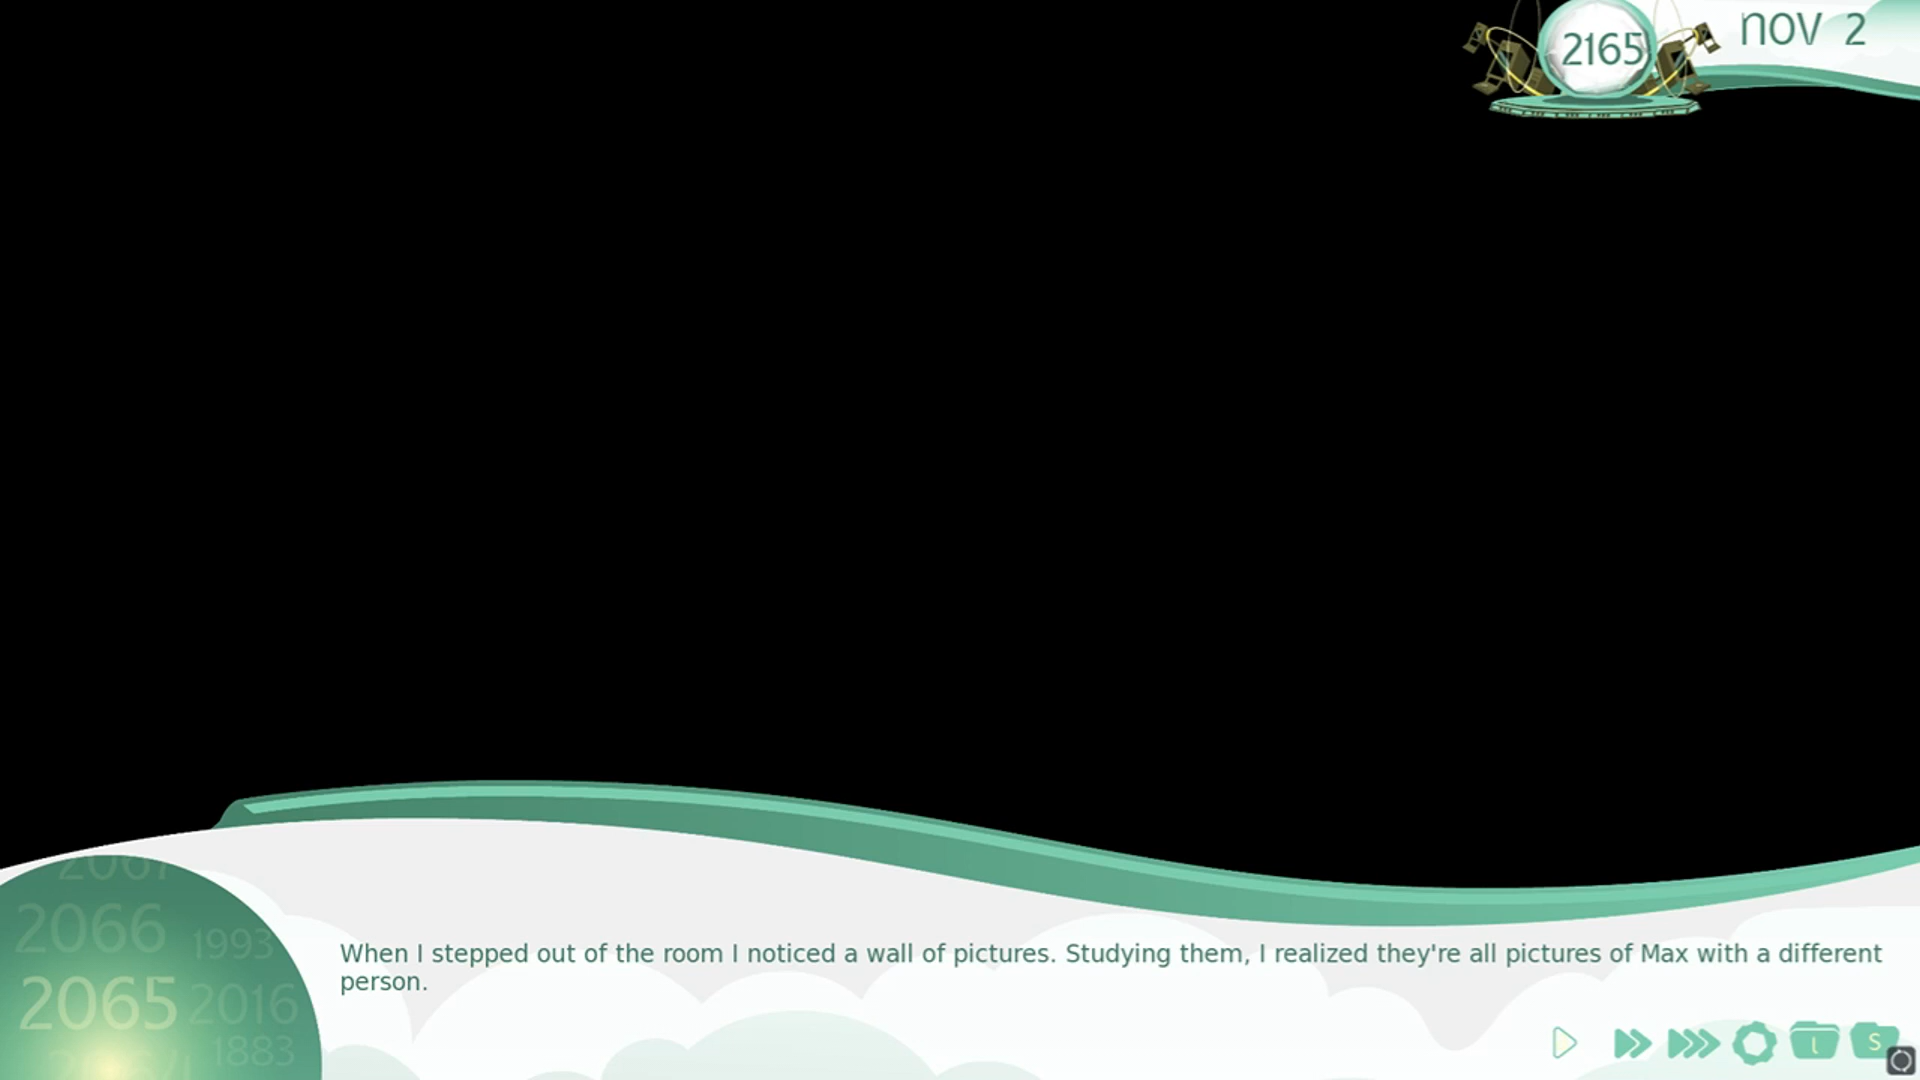 2165
nov 2
2067
2066
1993
2065
2016
1883
When I stepped out of the room I noticed a wall of pictures. Studying them, I realized they're all pictures of Max with a different
person.
L
S